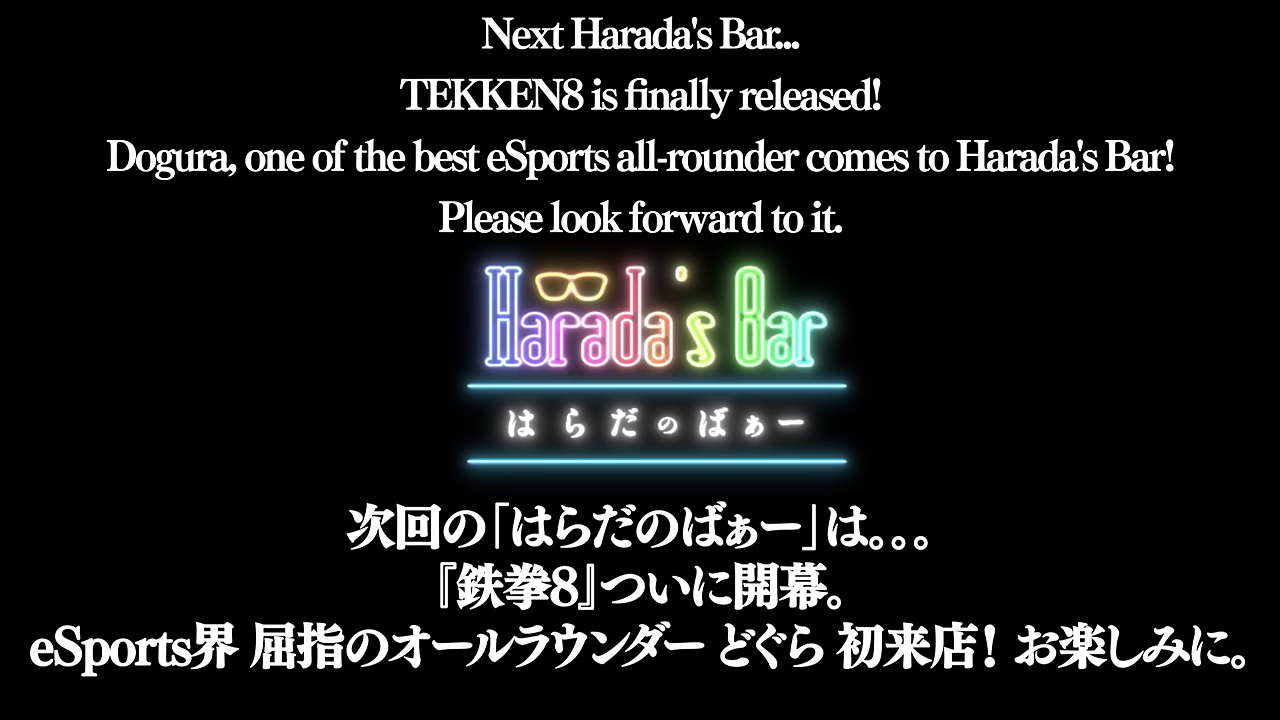 Next Harada's Bar...
TEKKEN8 is finally released!
Dogura, one of the best eSports all-rounder comes to Harada's Bar!
Please look forward to it.
Harada's Bar
はらだのばぁー
次回の「はらだのばぁー」は。。。
『鉄拳8』ついに開幕。
eSports界 屈指のオールラウンダー どぐら 初来店！ お楽しみに。